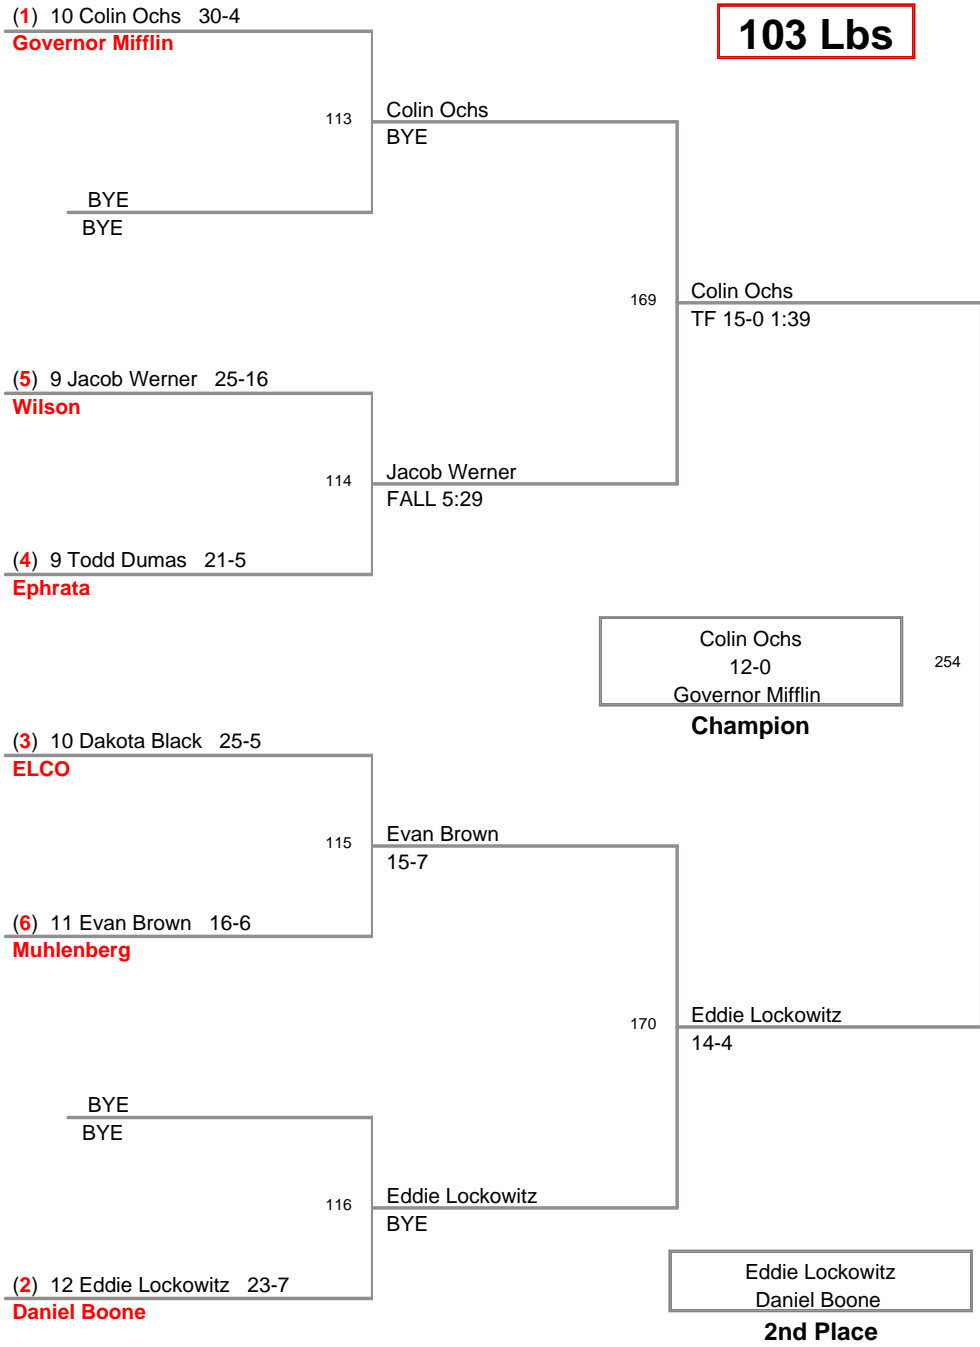 (1) 10 Colin Ochs 30-4
Governor Mifflin
103 Lbs
113
Colin Ochs
BYE
BYE
BYE
169
Colin Ochs
TF 15-0 1:39
(5) 9 Jacob Werner 25-16
Wilson
114
Jacob Werner
FALL 5:29
(4) 9 Todd Dumas 21-5
Ephrata
Colin Ochs
12-0
Governor Mifflin
Champion
254
(3) 10 Dakota Black 25-5
ELCO
115
Evan Brown
15-7
(6) 11 Evan Brown 16-6
Muhlenberg
170
Eddie Lockowitz
14-4
BYE
BYE
116
Eddie Lockowitz
BYE
(2) 12 Eddie Lockowitz 23-7
Daniel Boone
Eddie Lockowitz
Daniel Boone
2nd Place